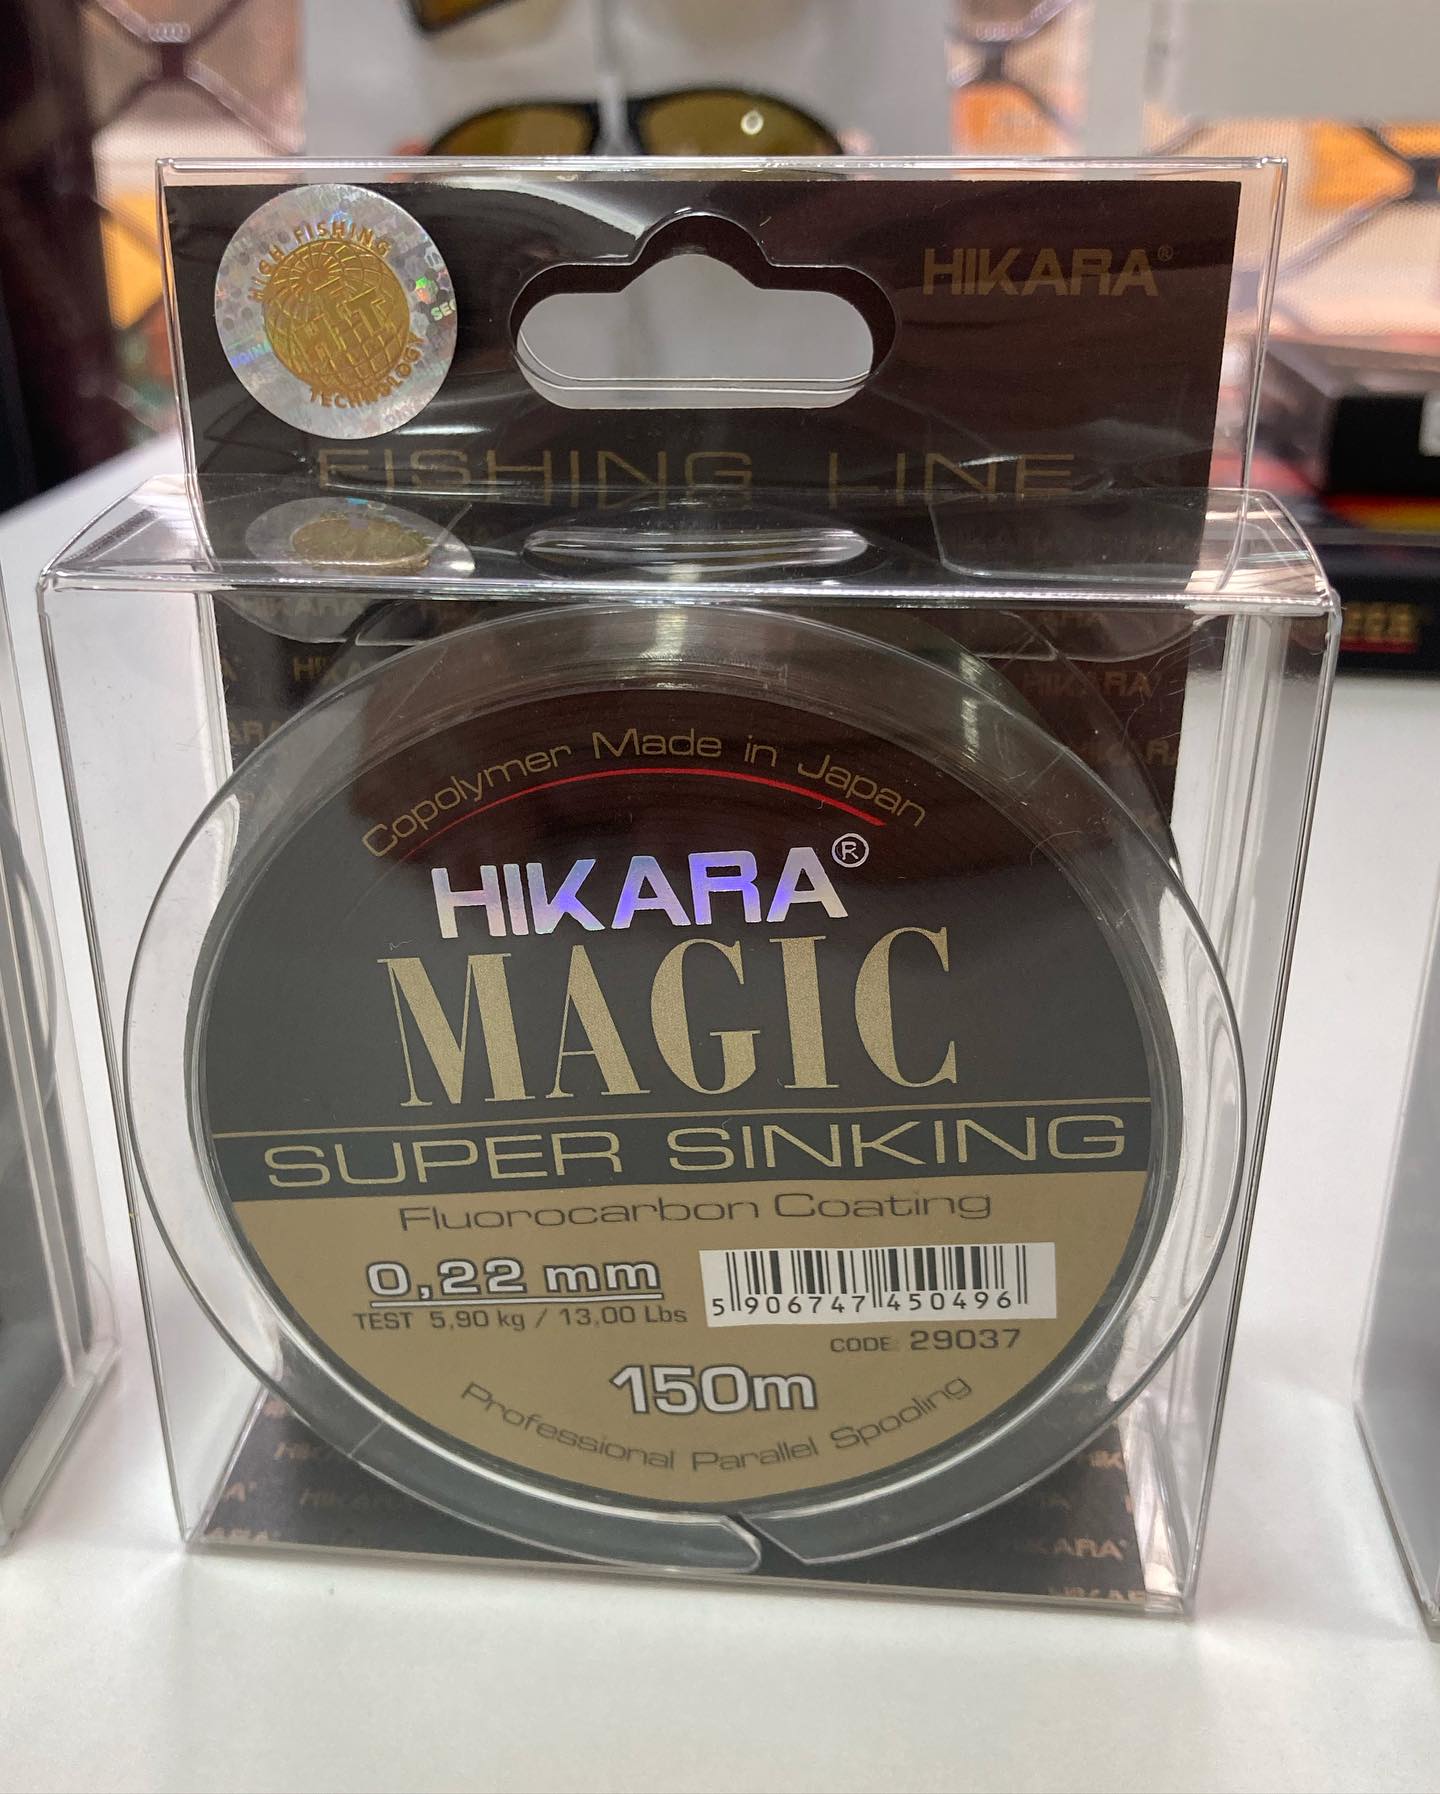 HIGH FISHING
HFT
TECHNOLOGY
HIKARA®
FISHING LINE
Copolymer Made in Japan
HIKARA®
MAGIC
SUPER SINKING
Fluorocarbon Coating
0,22 mm
TEST 5,90 kg / 13,00 Lbs
5 906747 450496
CODE: 29037
150m
Professional Parallel Spooling